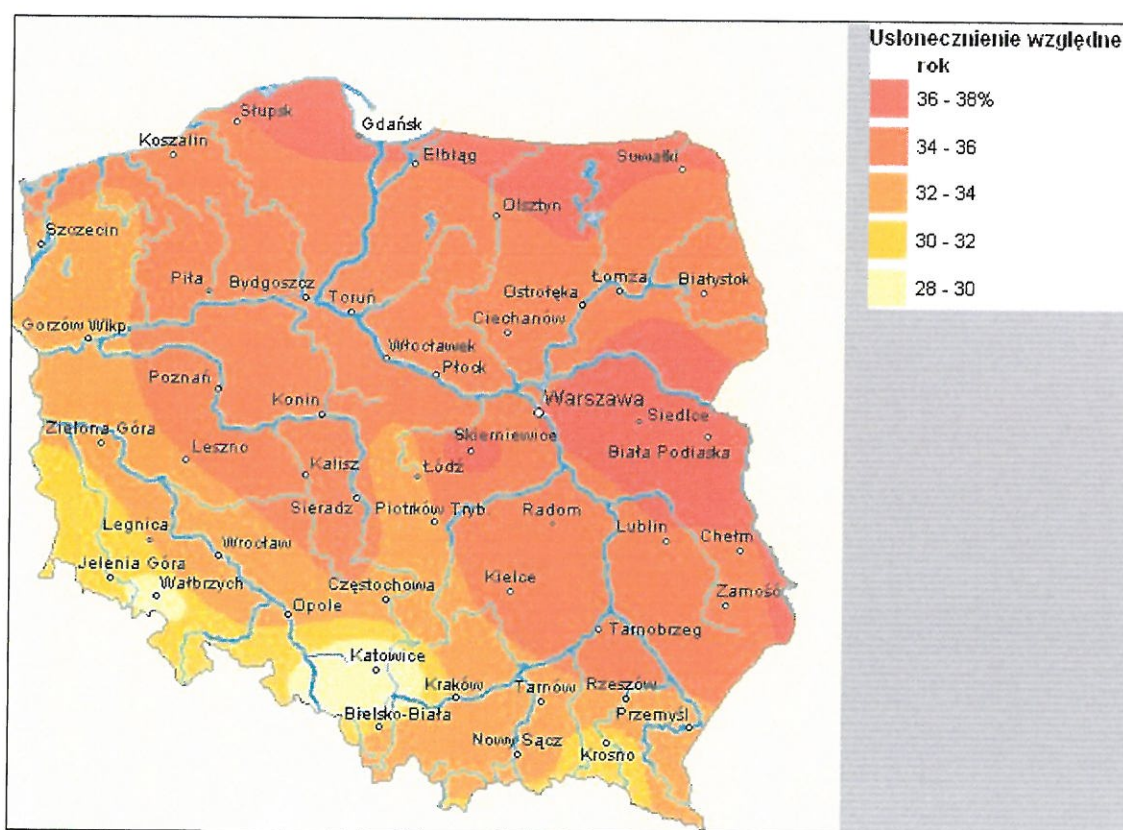 Usłonecznienie względne
rok
36 - 38%
34 - 36
32 - 34
30 - 32
28 - 30
Słupsk
Gdańsk
Koszalin
Elbląg
Suwałki
Olsztyn
Szczecin
Piła
Bydgoszcz
Toruń
Łomża
Białystok
Ostrołęka
Ciechanów
Gorzów Wlkp.
Włocławek
Płock
Poznań
Konin
Warszawa
Siedlce
Skierniewice
Biała Podlaska
Zielona Góra
Leszno
Kalisz
Łódź
Sieradz
Piotrków Tryb
Radom
Lublin
Chełm
Legnica
Wrocław
Jelenia Góra
Wałbrzych
Częstochowa
Kielce
Zamość
Opole
Tarnobrzeg
Katowice
Kraków
Tarnów
Rzeszów
Bielsko-Biała
Przemyśl
Nowy Sącz
Krosno